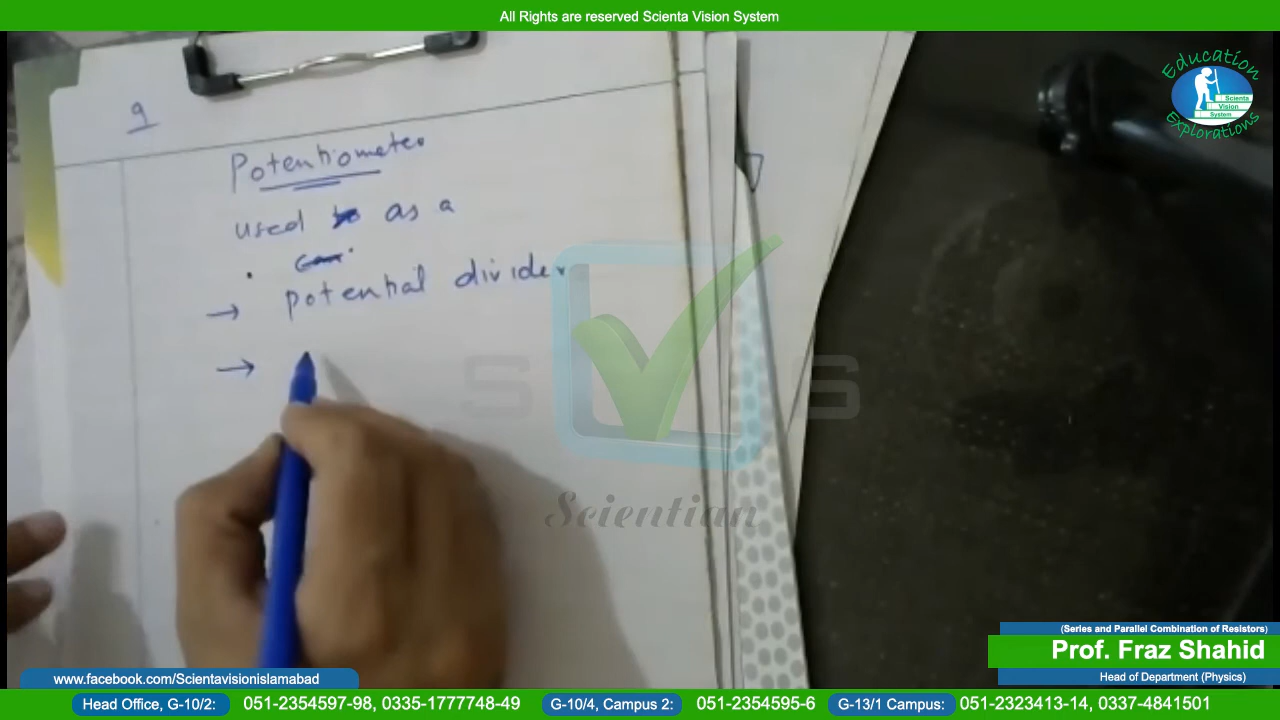 All Rights are reserved Scienta Vision System
Education
Scienta
Vision
System
Explorations
9
Potentiometer
used as a
→ potential divider
→
S S
Scientian
(Series and Parallel Combination of Resistors)
Prof. Fraz Shahid
Head of Department (Physics)
www.facebook.com/Scientavisionislamabad
Head Office, G-10/2: 051-2354597-98, 0335-1777748-49 G-10/4, Campus 2: 051-2354595-6 G-13/1 Campus: 051-2323413-14, 0337-4841501